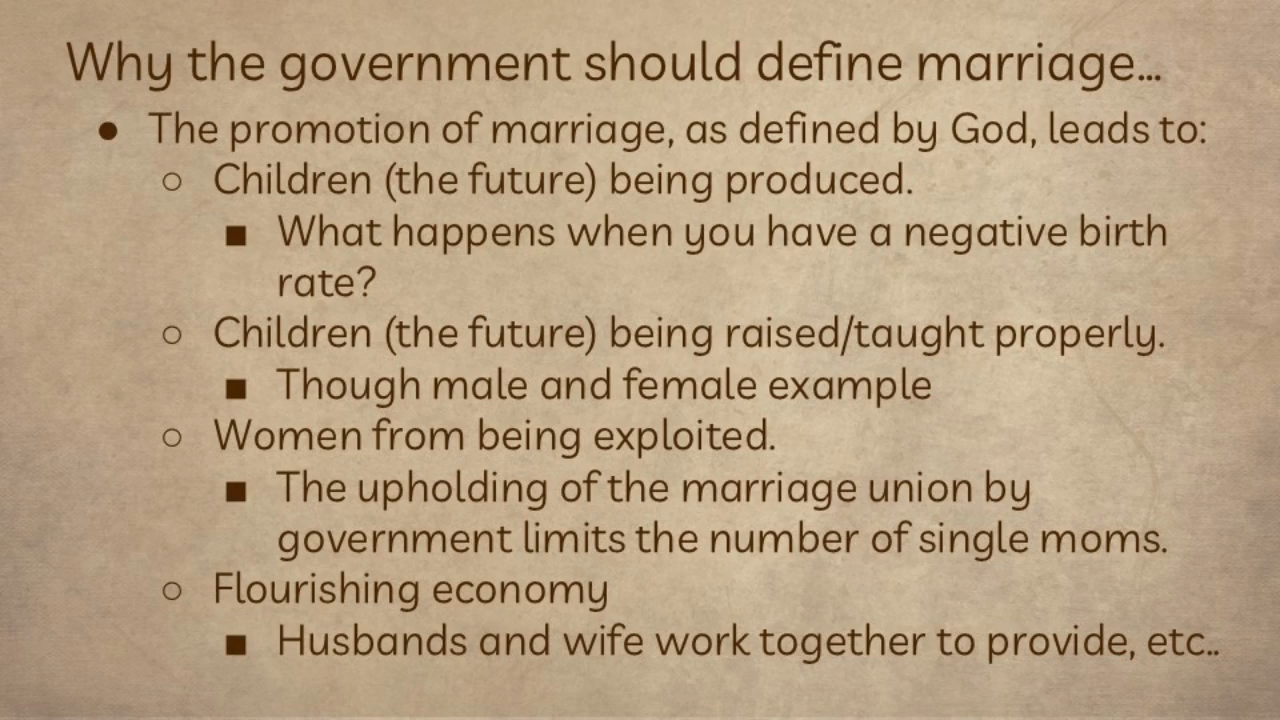 Why the government should define marriage...
● The promotion of marriage, as defined by God, leads to:
○ Children (the future) being produced.
■ What happens when you have a negative birth
rate?
○ Children (the future) being raised/taught properly.
■ Though male and female example
○ Women from being exploited.
■ The upholding of the marriage union by
government limits the number of single moms.
○ Flourishing economy
■ Husbands and wife work together to provide, etc..